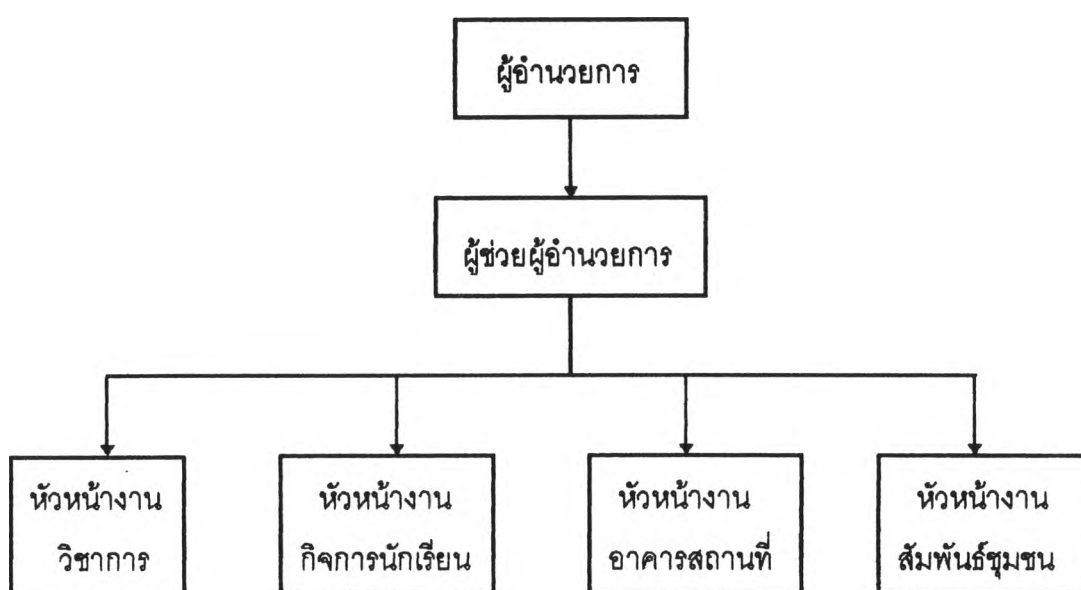 ผู้อำนวยการ
ผู้ช่วยผู้อำนวยการ
หัวหน้างาน
วิชาการ
หัวหน้างาน
กิจการนักเรียน
หัวหน้างาน
อาคารสถานที่
หัวหน้างาน
สัมพันธ์ชุมชน